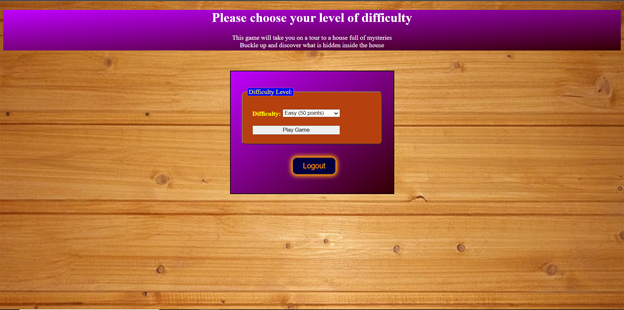 Please choose your level of difficulty
This game will take you on a tour to a house full of mysteries
Buckle up and discover what is hidden inside the house
Difficulty Level:
Difficulty: Easy (50 points)
Play Game
Logout